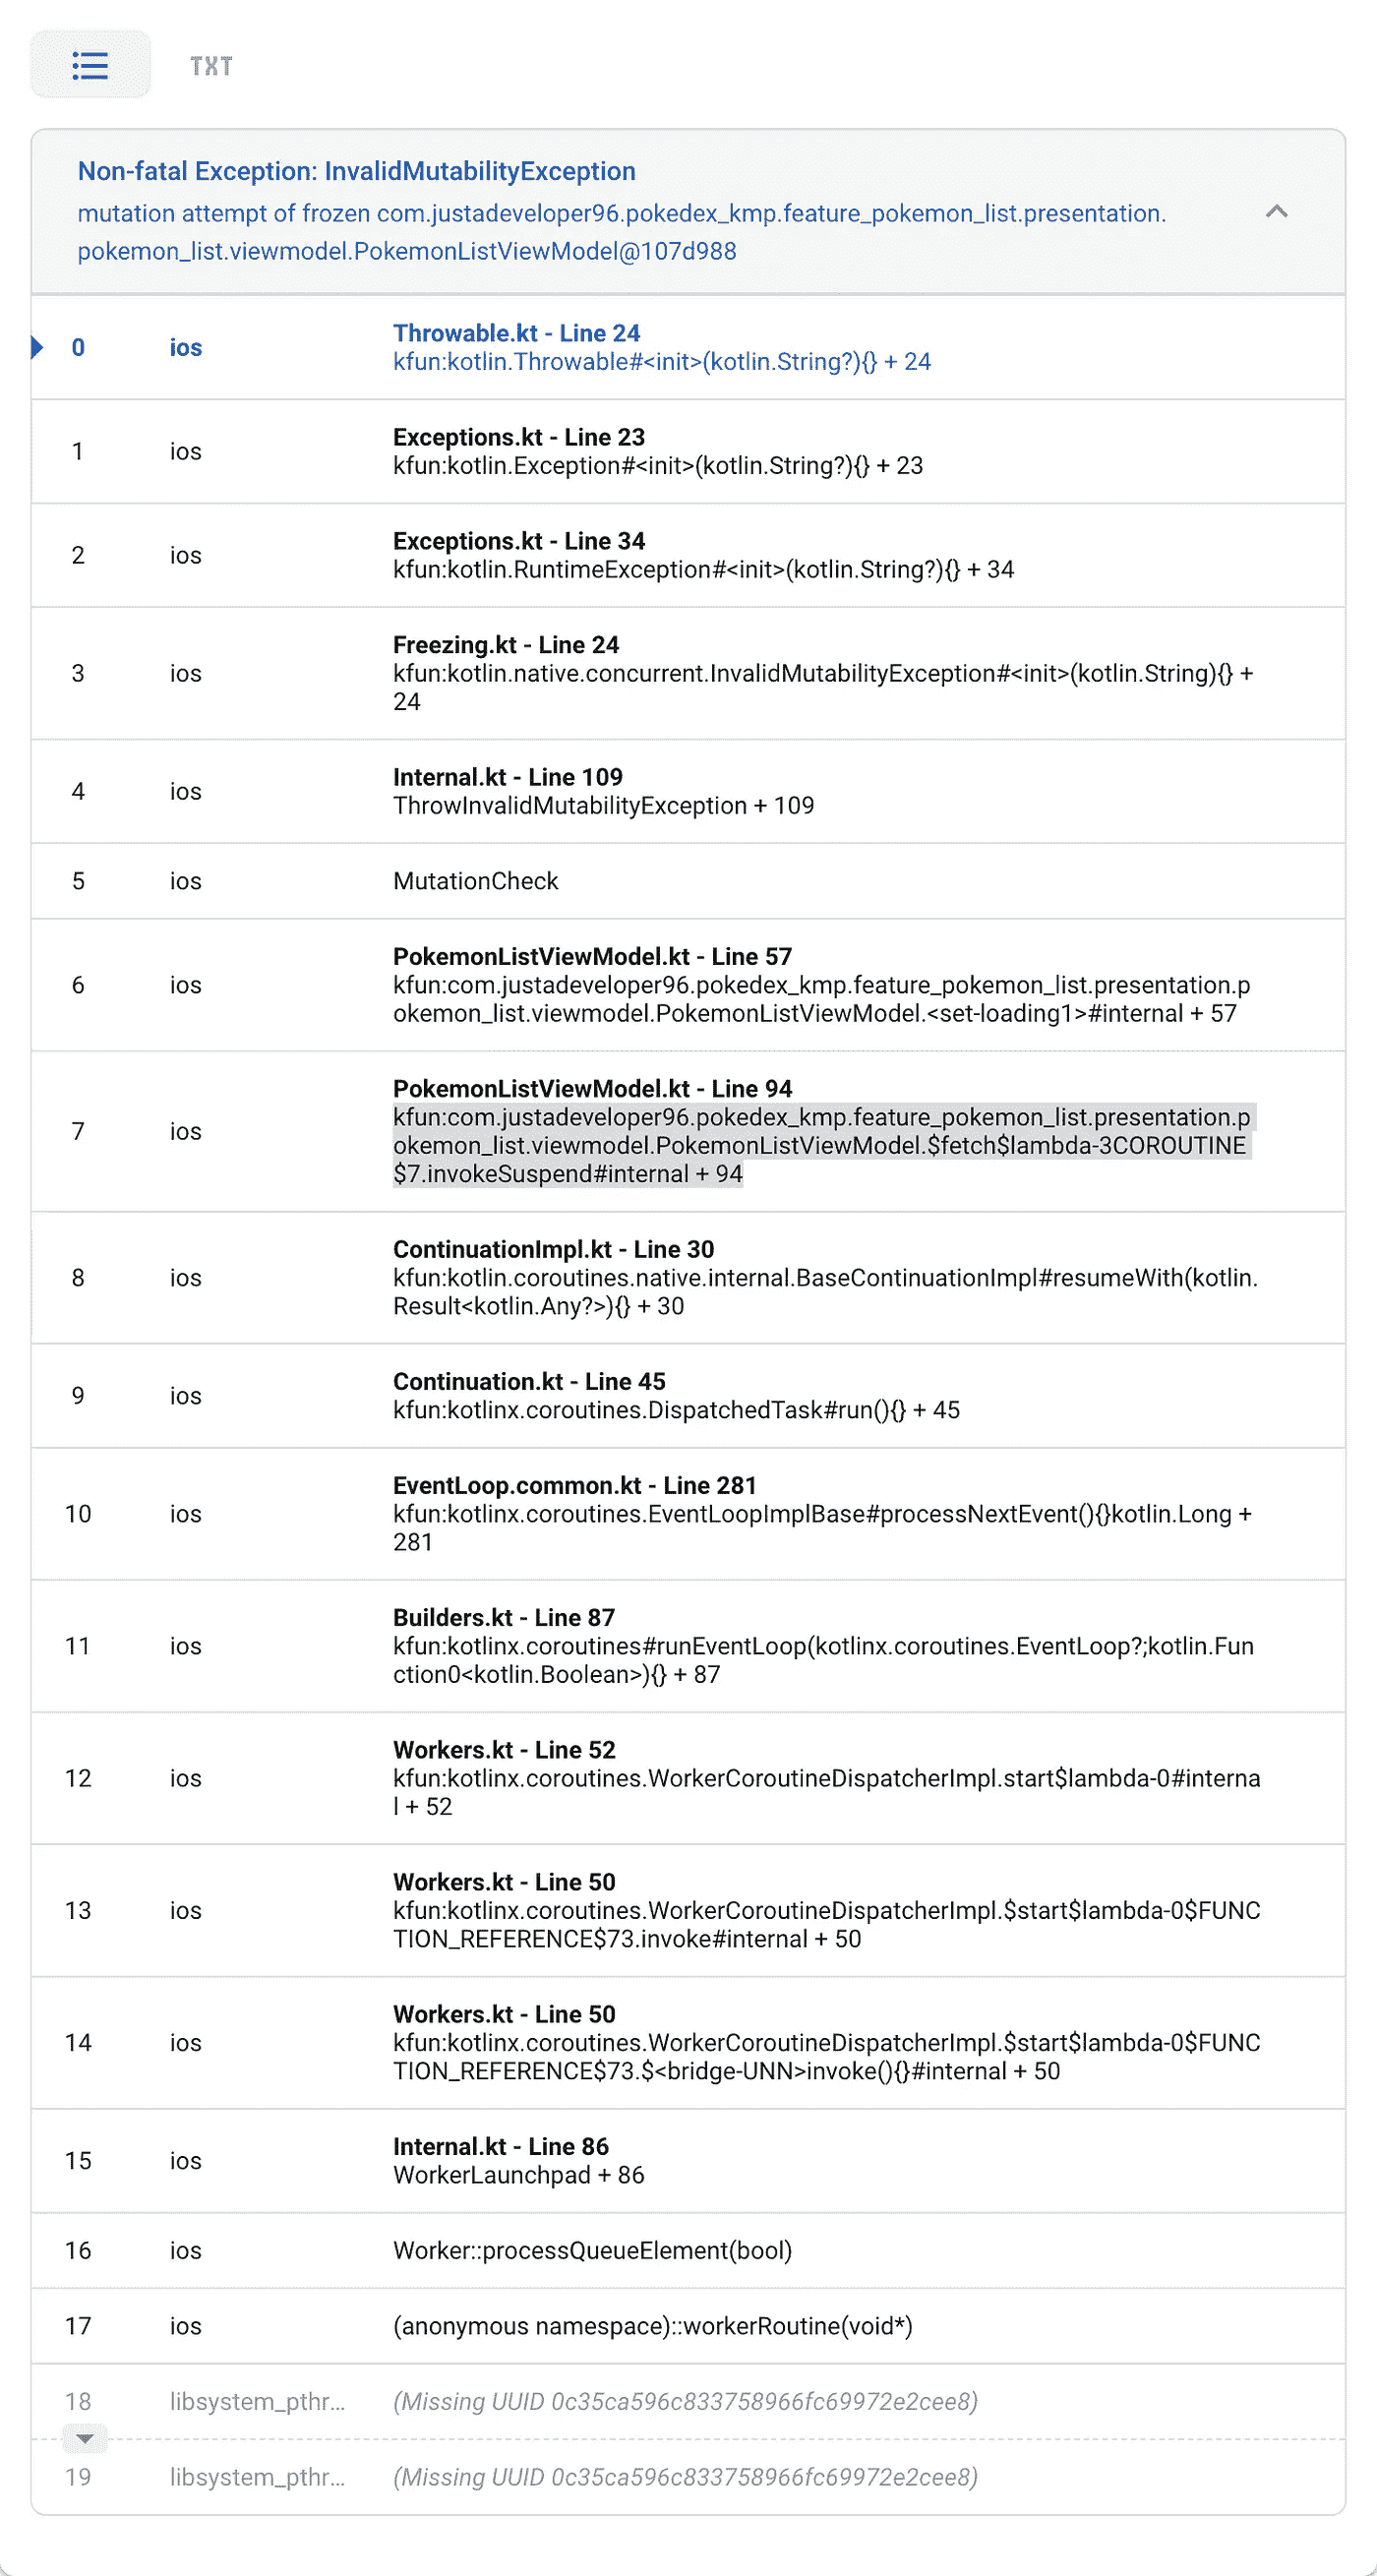 TXT
Non-fatal Exception: InvalidMutabilityException
mutation attempt of frozen com.justadeveloper96.pokedex_kmp.feature_pokemon_list.presentation.
pokemon_list.viewmodel.PokemonListViewModel@107d988
0 ios Throwable.kt - Line 24
kfun:kotlin.Throwable#<init>(kotlin.String?){} + 24
1 ios Exceptions.kt - Line 23
kfun:kotlin.Exception#<init>(kotlin.String?){} + 23
2 ios Exceptions.kt - Line 34
kfun:kotlin.RuntimeException#<init>(kotlin.String?){} + 34
3 ios Freezing.kt - Line 24
kfun:kotlin.native.concurrent.InvalidMutabilityException#<init>(kotlin.String){} +
24
4 ios Internal.kt - Line 109
ThrowInvalidMutabilityException + 109
5 ios MutationCheck
6 ios PokemonListViewModel.kt - Line 57
kfun:com.justadeveloper96.pokedex_kmp.feature_pokemon_list.presentation.p
okemon_list.viewmodel.PokemonListViewModel.<set-loading1>#internal + 57
7 ios PokemonListViewModel.kt - Line 94
kfun:com.justadeveloper96.pokedex_kmp.feature_pokemon_list.presentation.p
okemon_list.viewmodel.PokemonListViewModel.$fetch$lambda-3COROUTINE
$7.invokeSuspend#internal + 94
8 ios ContinuationImpl.kt - Line 30
kfun:kotlin.coroutines.native.internal.BaseContinuationImpl#resumeWith(kotlin.
Result<kotlin.Any?>){} + 30
9 ios Continuation.kt - Line 45
kfun:kotlinx.coroutines.DispatchedTask#run(){} + 45
10 ios EventLoop.common.kt - Line 281
kfun:kotlinx.coroutines.EventLoopImplBase#processNextEvent(){}kotlin.Long +
281
11 ios Builders.kt - Line 87
kfun:kotlinx.coroutines#runEventLoop(kotlinx.coroutines.EventLoop?;kotlin.Fun
ction0<kotlin.Boolean>){} + 87
12 ios Workers.kt - Line 52
kfun:kotlinx.coroutines.WorkerCoroutineDispatcherImpl.start$lambda-0#interna
l + 52
13 ios Workers.kt - Line 50
kfun:kotlinx.coroutines.WorkerCoroutineDispatcherImpl.$start$lambda-0$FUNC
TION_REFERENCE$73.invoke#internal + 50
14 ios Workers.kt - Line 50
kfun:kotlinx.coroutines.WorkerCoroutineDispatcherImpl.$start$lambda-0$FUNC
TION_REFERENCE$73.$<bridge-UNN>invoke(){}#internal + 50
15 ios Internal.kt - Line 86
WorkerLaunchpad + 86
16 ios Worker::processQueueElement(bool)
17 ios (anonymous namespace)::workerRoutine(void*)
18 libsystem_pthr... (Missing UUID 0c35ca596c833758966fc69972e2cee8)
19 libsystem_pthr... (Missing UUID 0c35ca596c833758966fc69972e2cee8)